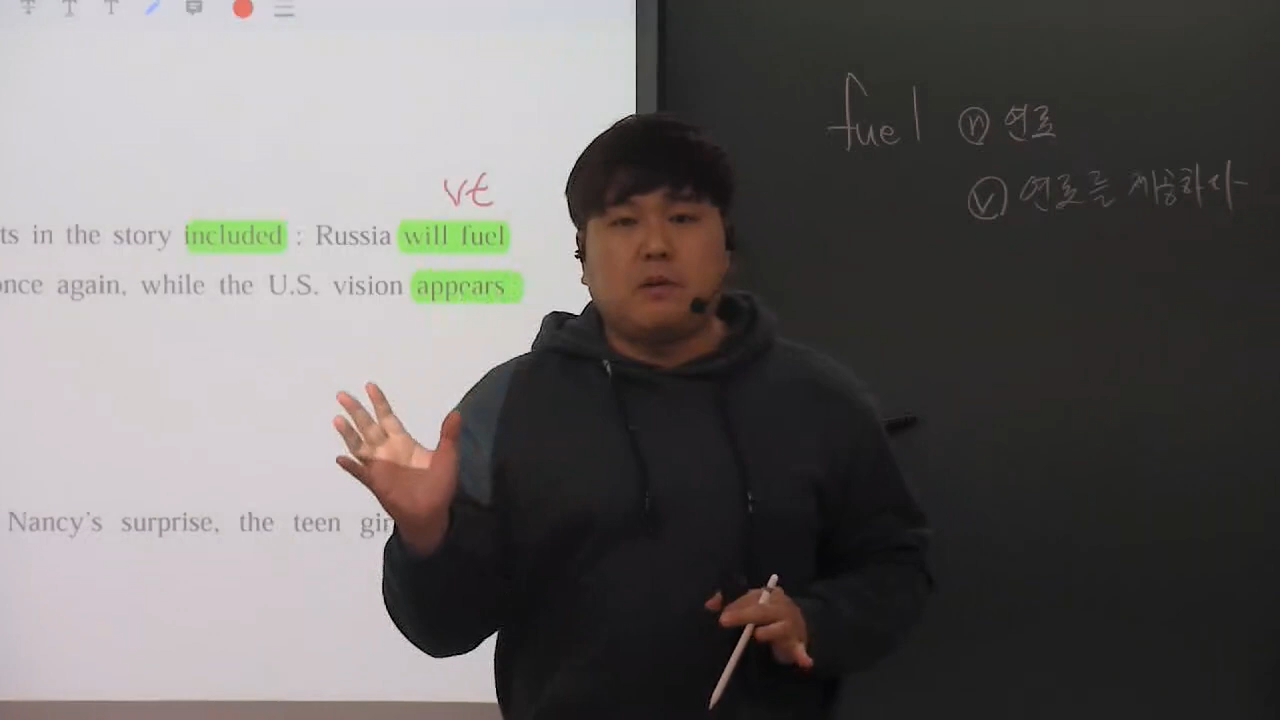 vt
ts in the story included : Russia will fuel
once again, while the U.S. vision appears
Nancy's surprise, the teen gir
fuel ⓝ 연료
ⓥ 연료를 제공하다